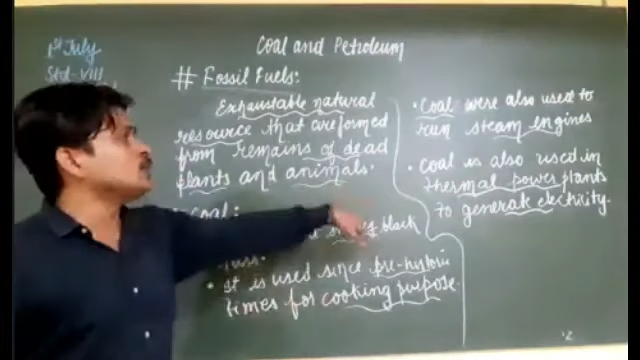 1st July
Std-VIII
Coal and Petroleum
# Fossil Fuels:
Exhaustable natural
resource that are formed
from remains of dead
plants and animals.
Coal:
black
It is used since pre-historic
times for cooking purpose.
• Coal were also used to
run steam engines
• Coal is also used in
thermal power plants
to generate electricity.